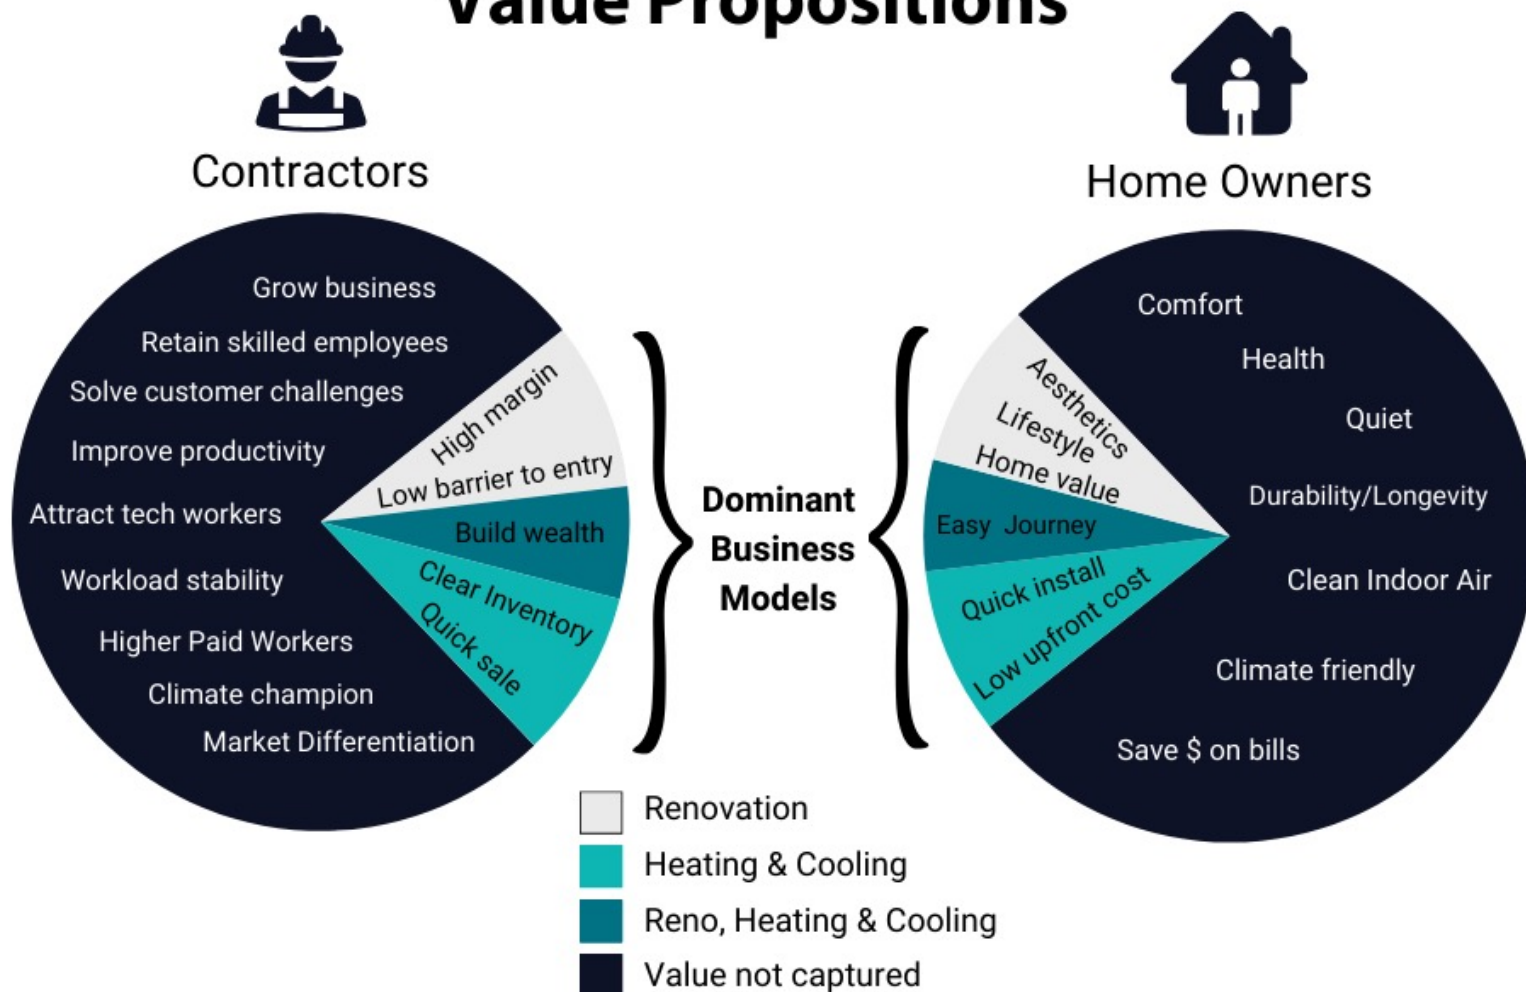 Value Propositions
Contractors
Home Owners
Grow business
Retain skilled employees
Solve customer challenges
Improve productivity
Attract tech workers
Workload stability
Higher Paid Workers
Climate champion
Market Differentiation
High margin
Low barrier to entry
Build wealth
Clear Inventory
Quick sale
Dominant
Business
Models
Aesthetics
Lifestyle
Home value
Easy Journey
Quick install
Low upfront cost
Comfort
Health
Quiet
Durability/Longevity
Clean Indoor Air
Climate friendly
Save $ on bills
Renovation
Heating & Cooling
Reno, Heating & Cooling
Value not captured